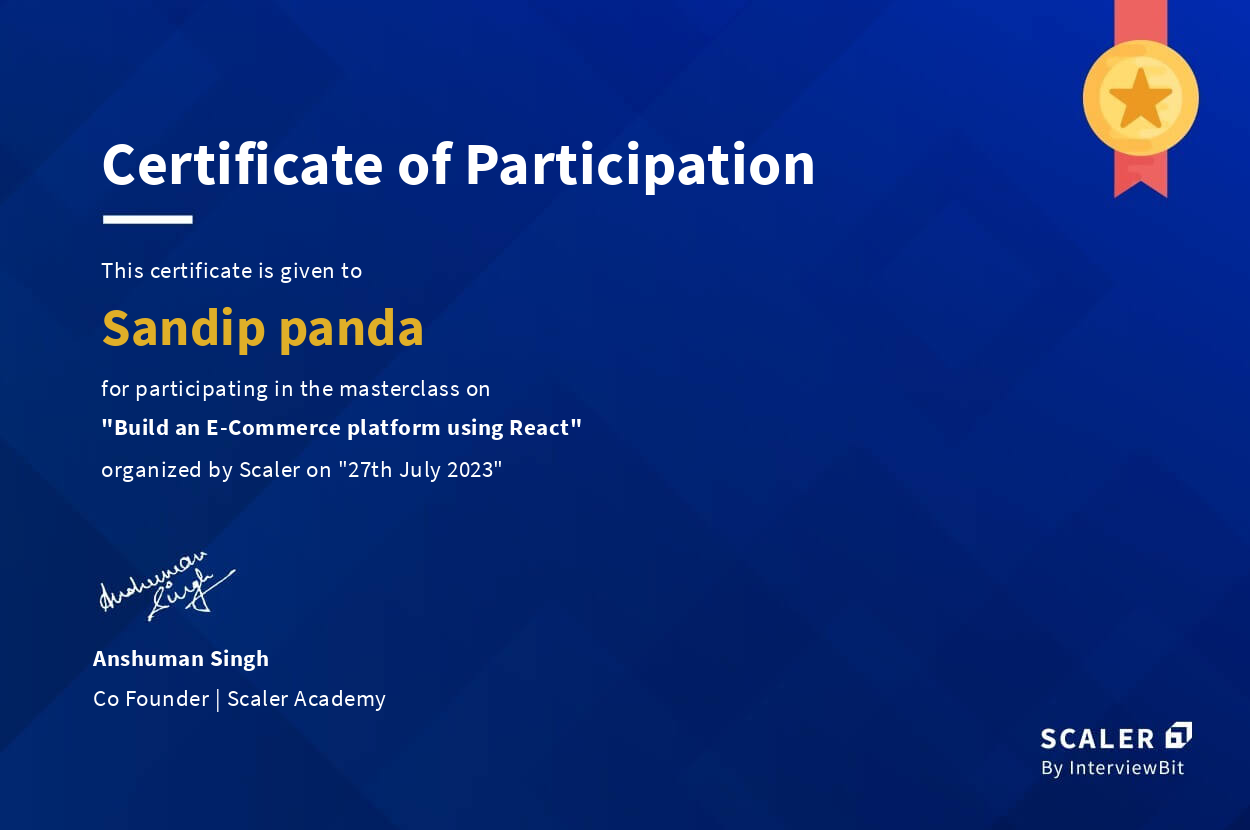 Certificate of Participation
This certificate is given to
Sandip panda
for participating in the masterclass on
"Build an E-Commerce platform using React"
organized by Scaler on "27th July 2023"
Anshuman
Singh
Anshuman Singh
Co Founder | Scaler Academy
SCALER
By InterviewBit